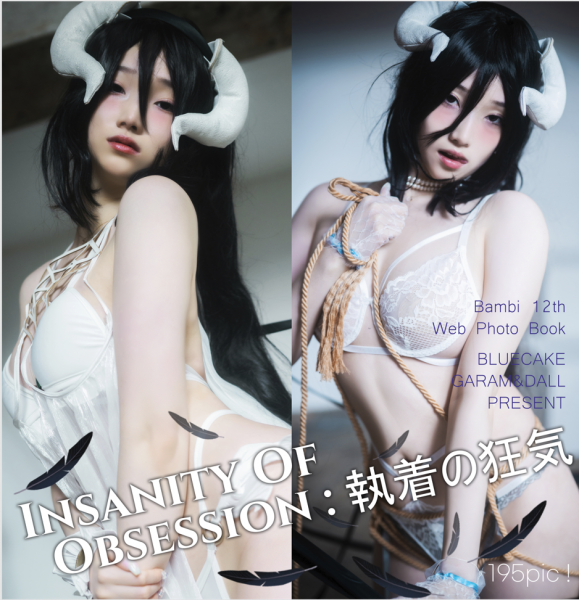 Bambi 12th
Web Photo Book
BLUECAKE
GARAM&DALL
PRESENT
INSANITY OF
OBSESSION : 執着の狂気
195pic !